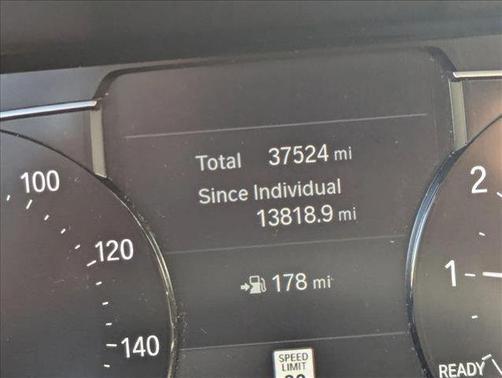 Total 37524 mi
Since Individual
13818.9 mi
178 mi
100
120
140
SPEED
LIMIT
2
1
READY